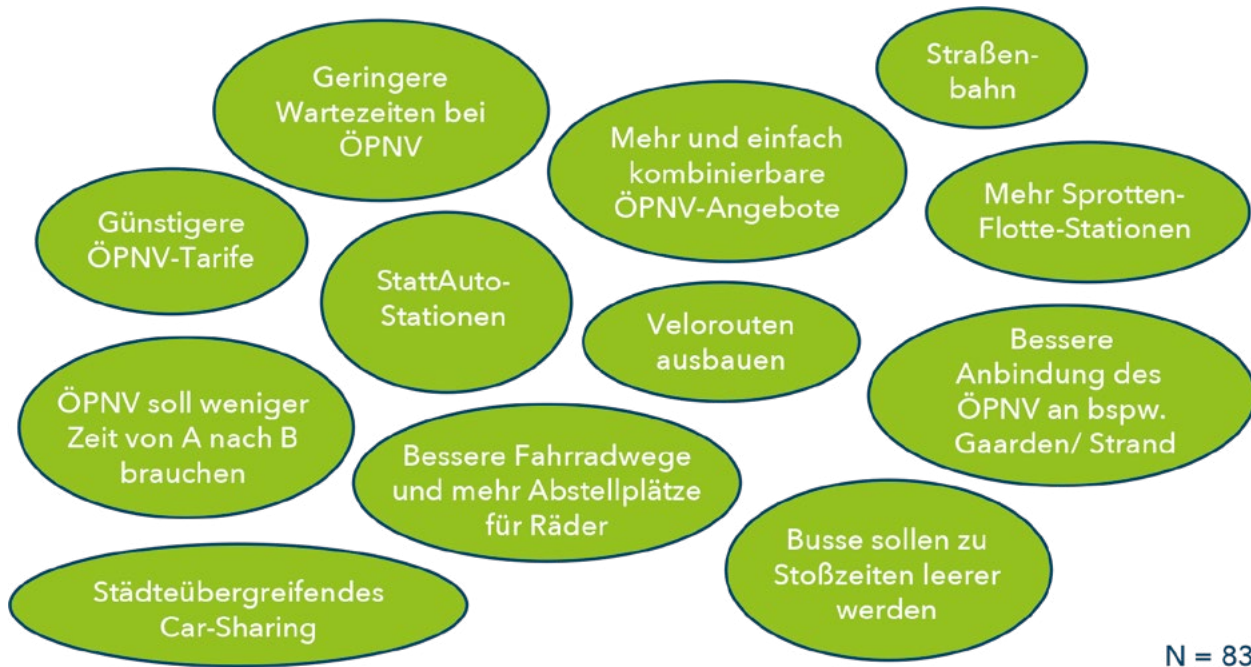 Geringere
Wartezeiten bei
ÖPNV
Straßen-
bahn
Mehr und einfach
kombinierbare
ÖPNV-Angebote
Mehr Sprotten-
Flotte-Stationen
Günstigere
ÖPNV-Tarife
StattAuto-
Stationen
Velorouten
ausbauen
Bessere
Anbindung des
ÖPNV an bspw.
Gaarden/ Strand
ÖPNV soll weniger
Zeit von A nach B
brauchen
Bessere Fahrradwege
und mehr Abstellplätze
für Räder
Busse sollen zu
Stoßzeiten leerer
werden
Städteübergreifendes
Car-Sharing
N = 83